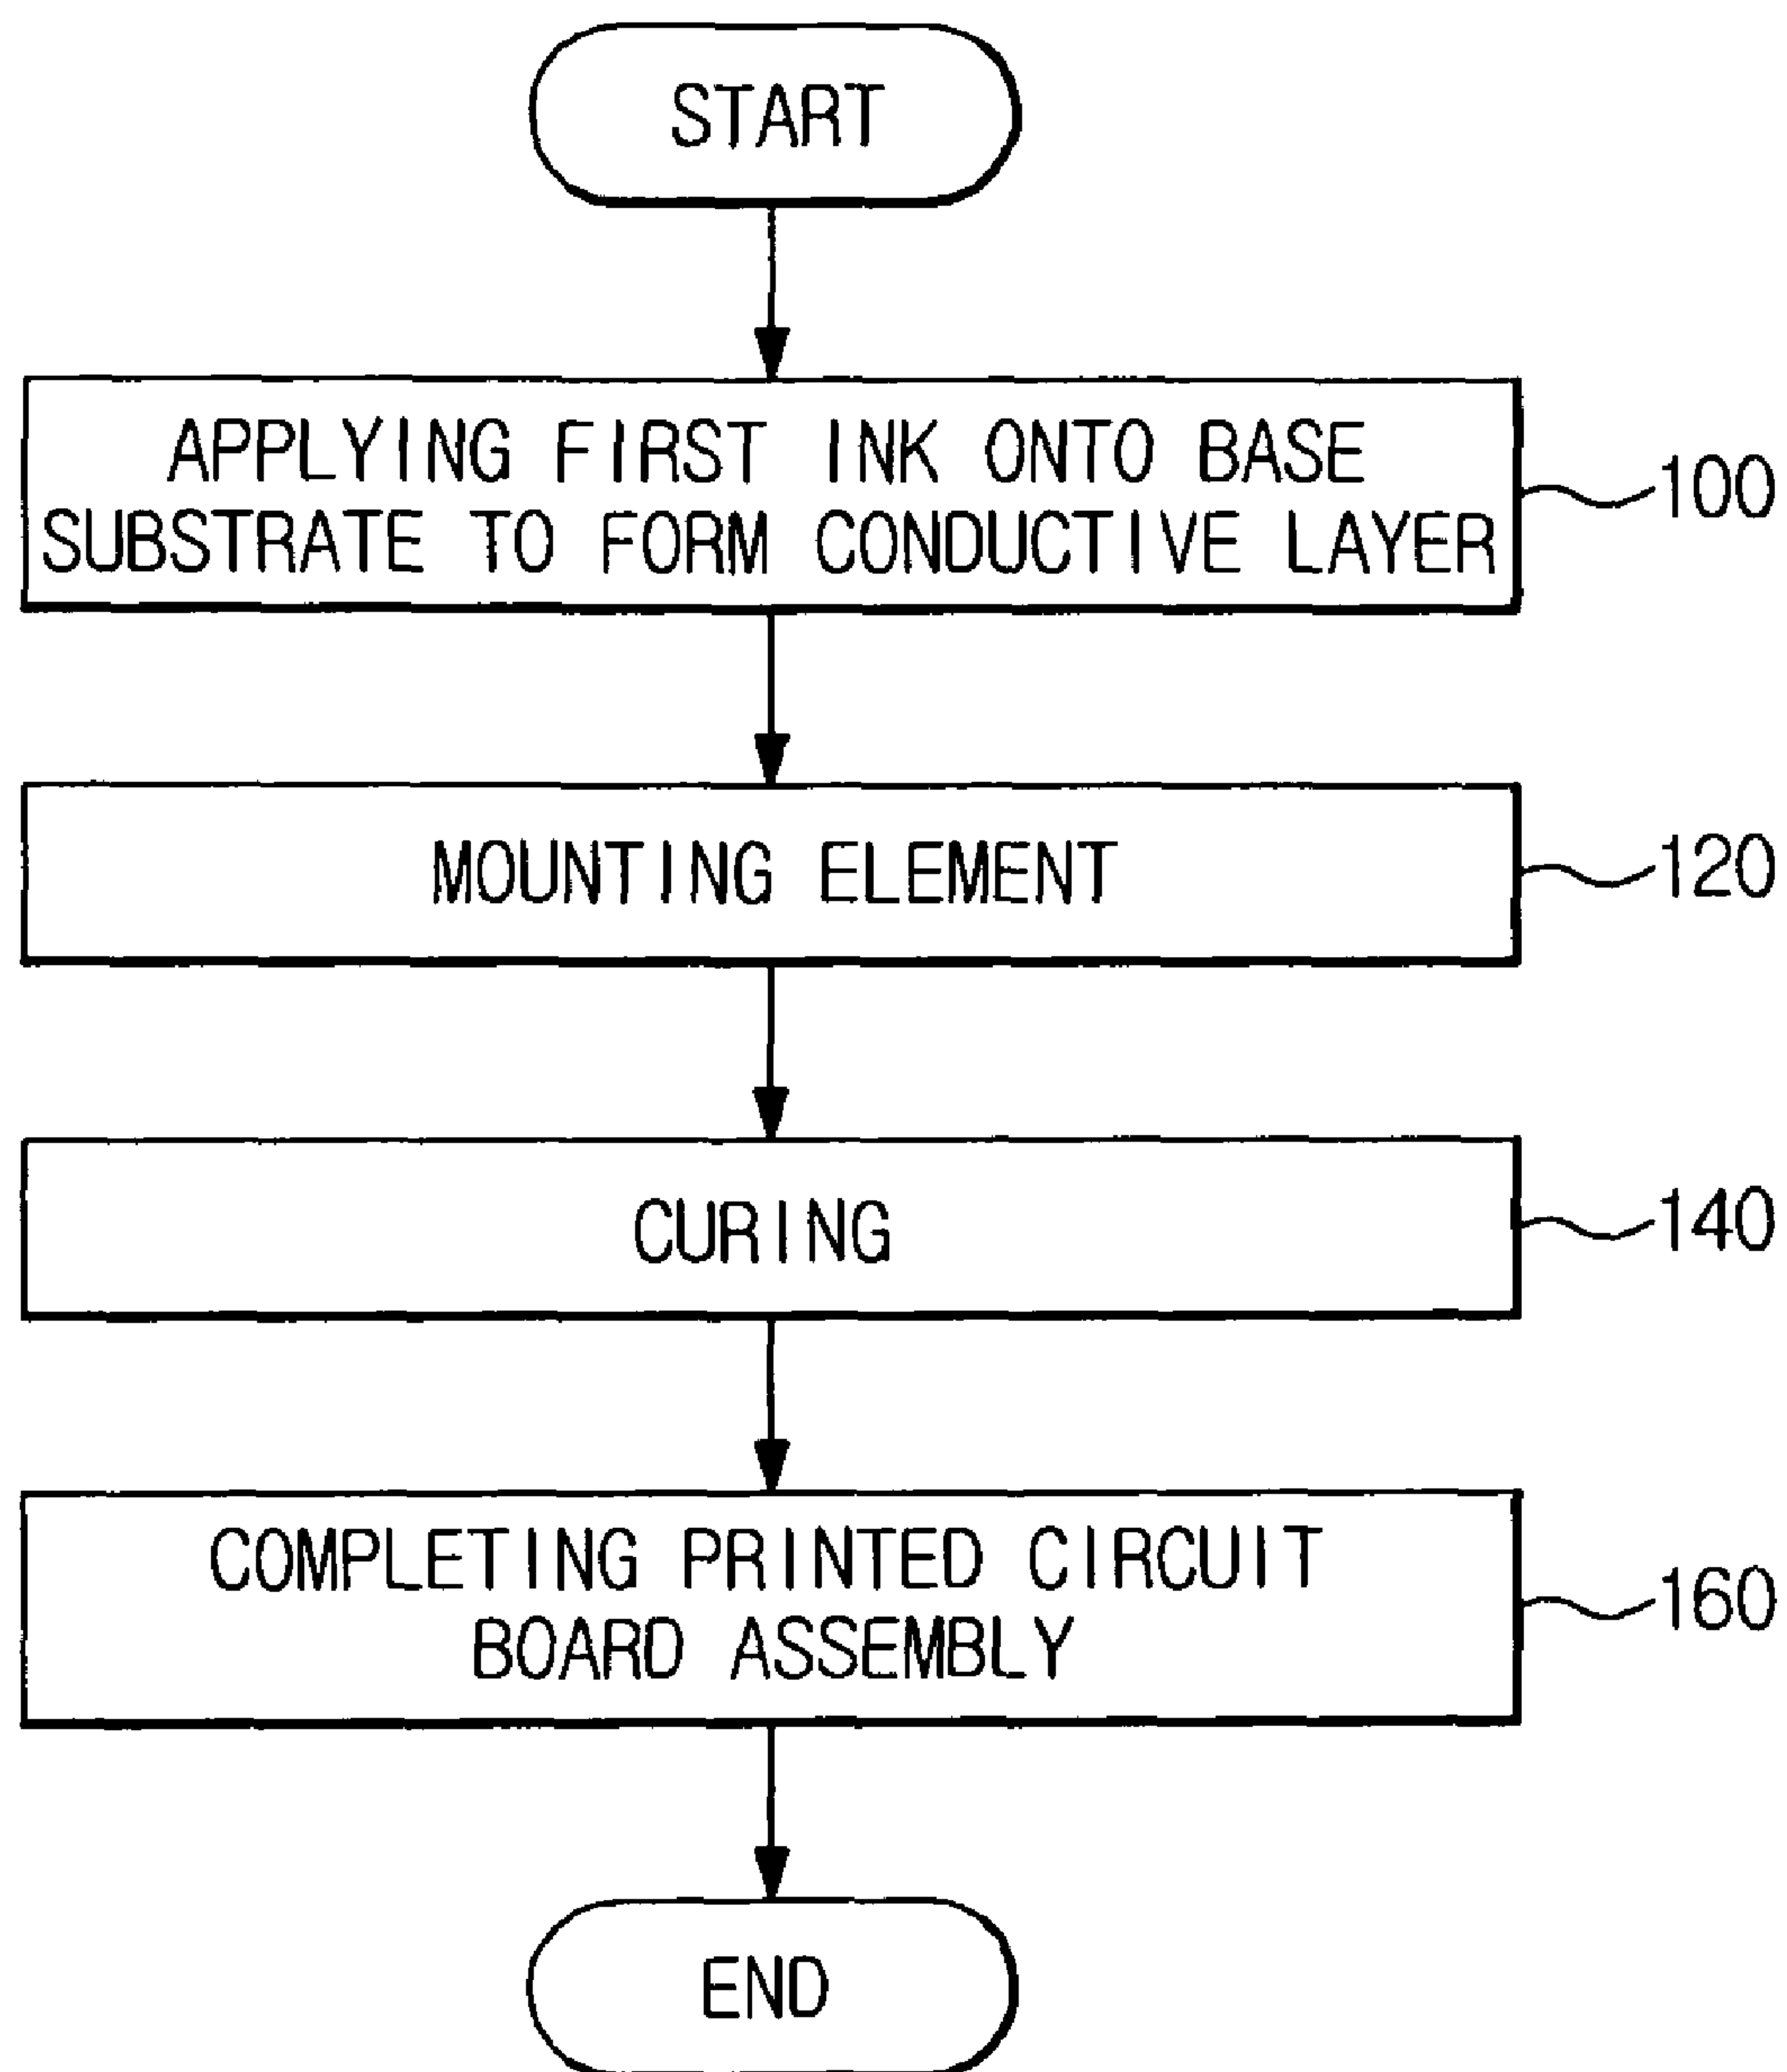 START
APPLYING FIRST INK ONTO BASE
SUBSTRATE TO FORM CONDUCTIVE LAYER
100
MOUNTING ELEMENT
120
CURING
140
COMPLETING PRINTED CIRCUIT
BOARD ASSEMBLY
160
END